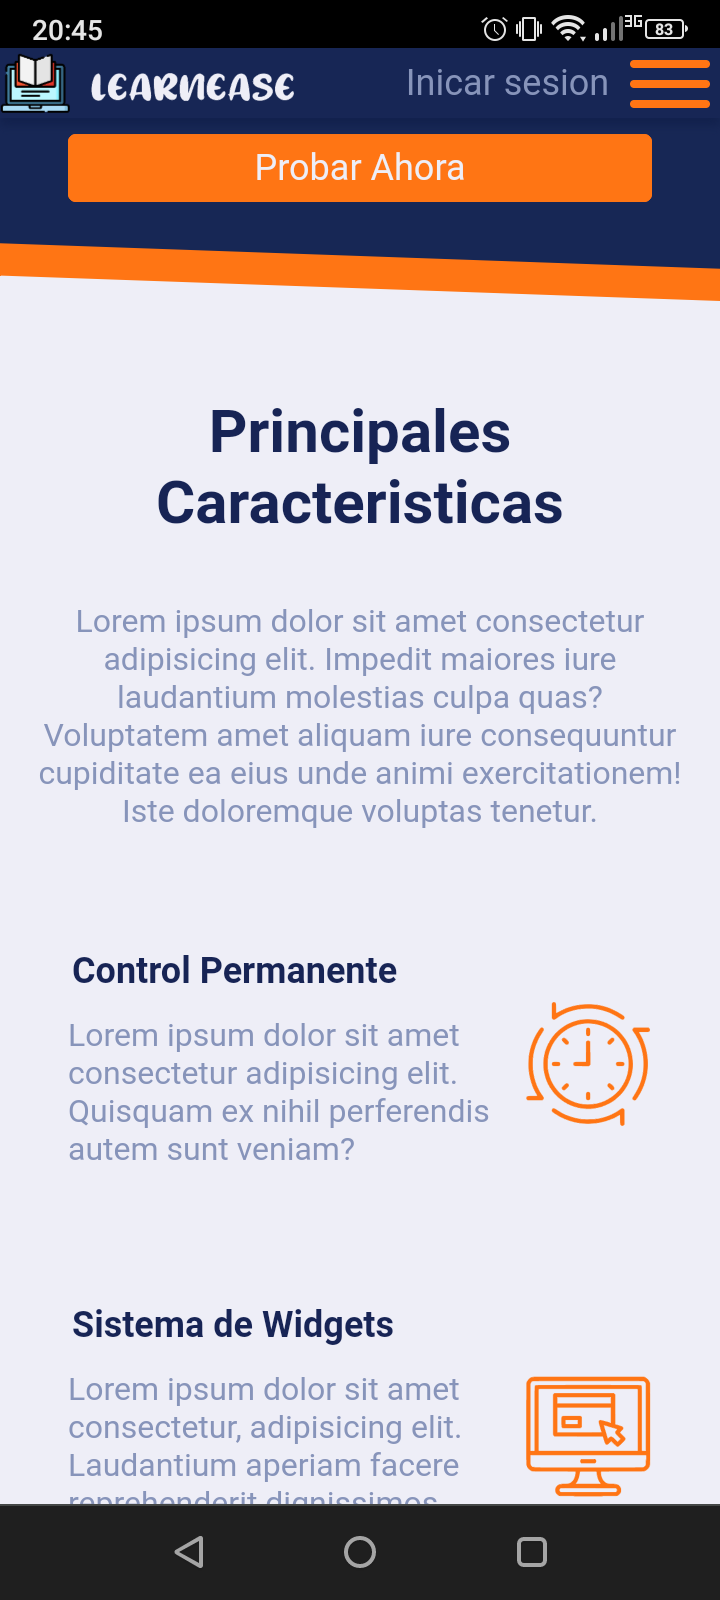 20:45
3G
83
LEARNEASE
Inicar sesion
Probar Ahora
Principales
Caracteristicas
Lorem ipsum dolor sit amet consectetur
adipisicing elit. Impedit maiores iure
laudantium molestias culpa quas?
Voluptatem amet aliquam iure consequuntur
cupiditate ea eius unde animi exercitationem!
Iste doloremque voluptas tenetur.
Control Permanente
Lorem ipsum dolor sit amet
consectetur adipisicing elit.
Quisquam ex nihil perferendis
autem sunt veniam?
Sistema de Widgets
Lorem ipsum dolor sit amet
consectetur, adipisicing elit.
Laudantium aperiam facere
reprehenderit dignissimos